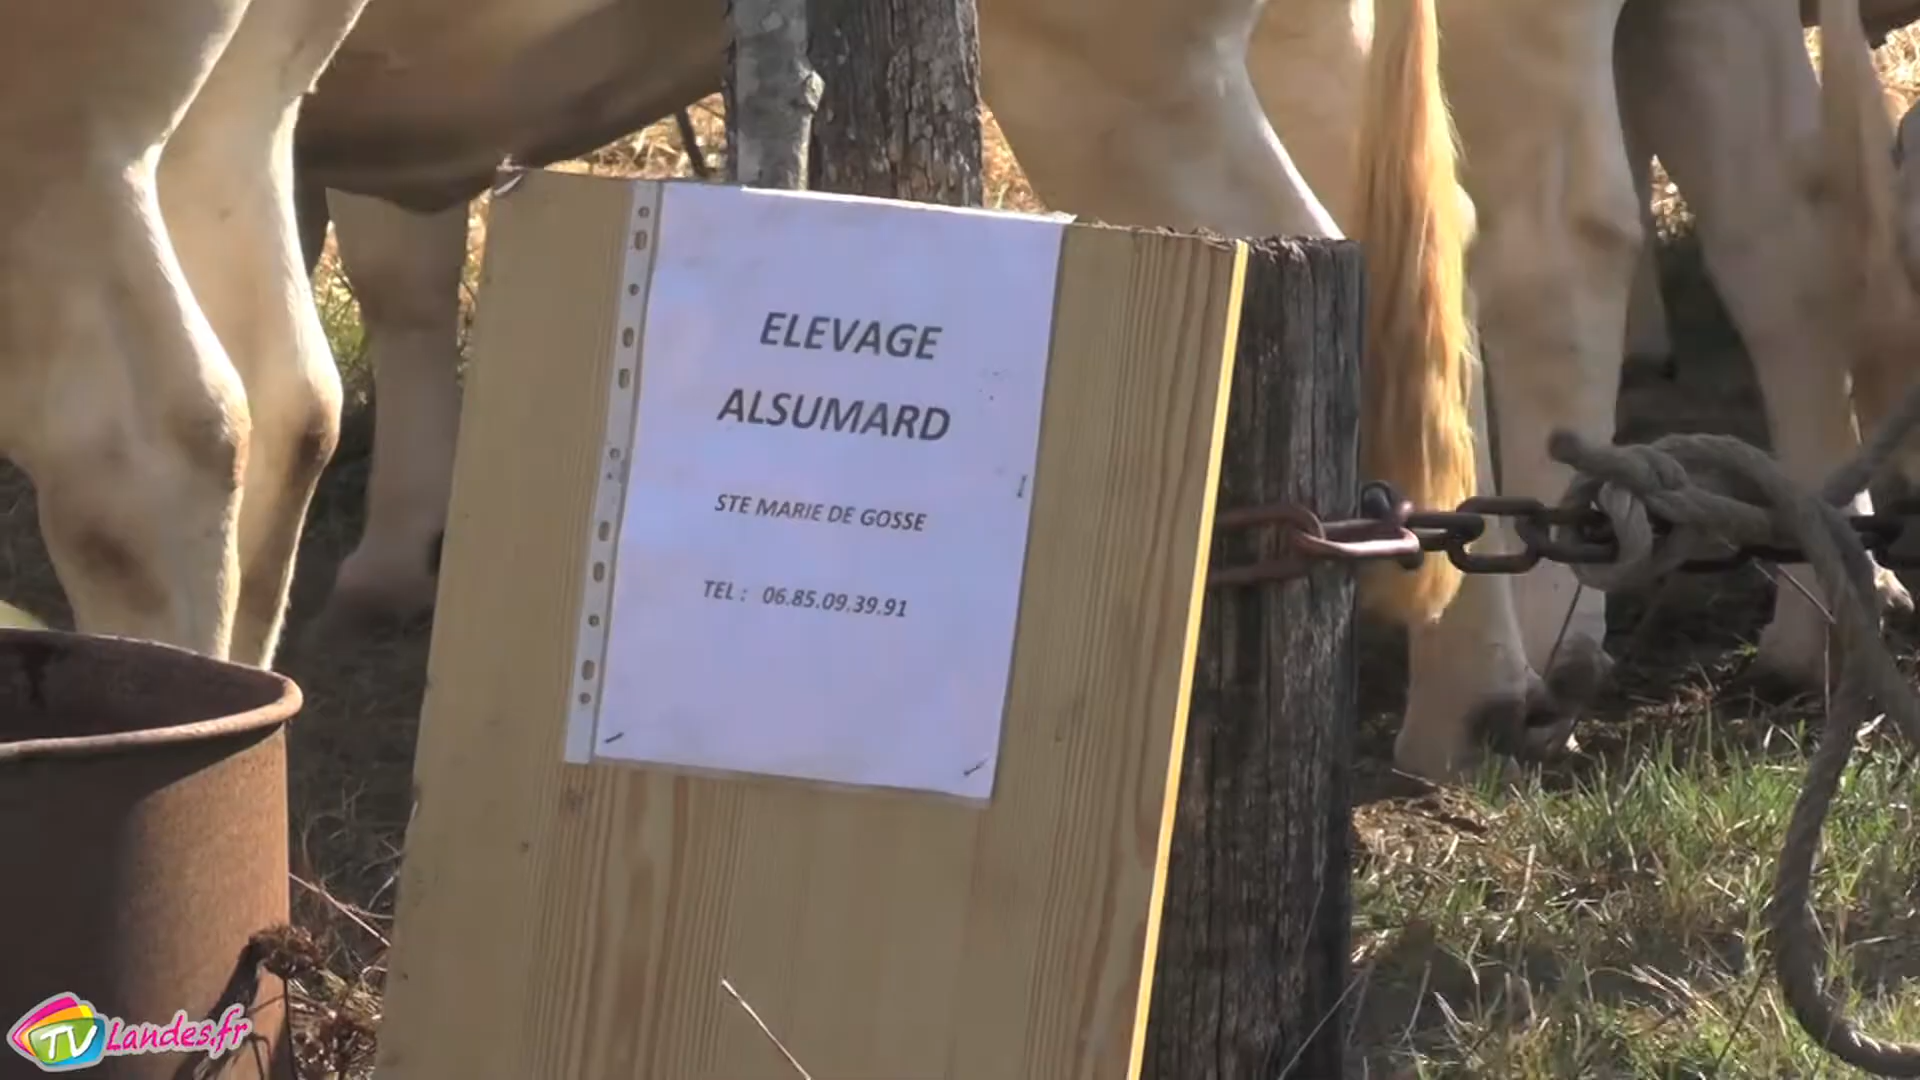 ELEVAGE
ALSUMARD
STE MARIE DE GOSSE
TEL : 06.85.09.39.91
TV Landes.fr